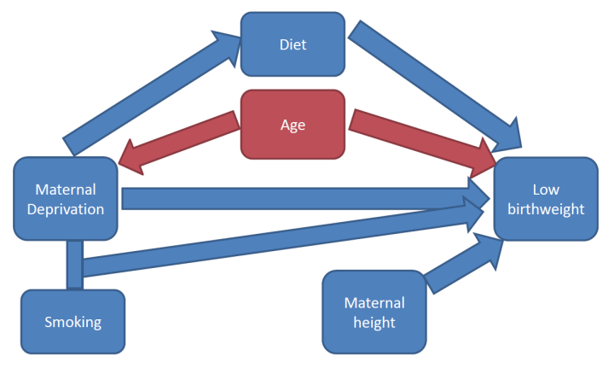 Diet
Age
Maternal
Deprivation
Low
birthweight
Smoking
Maternal
height